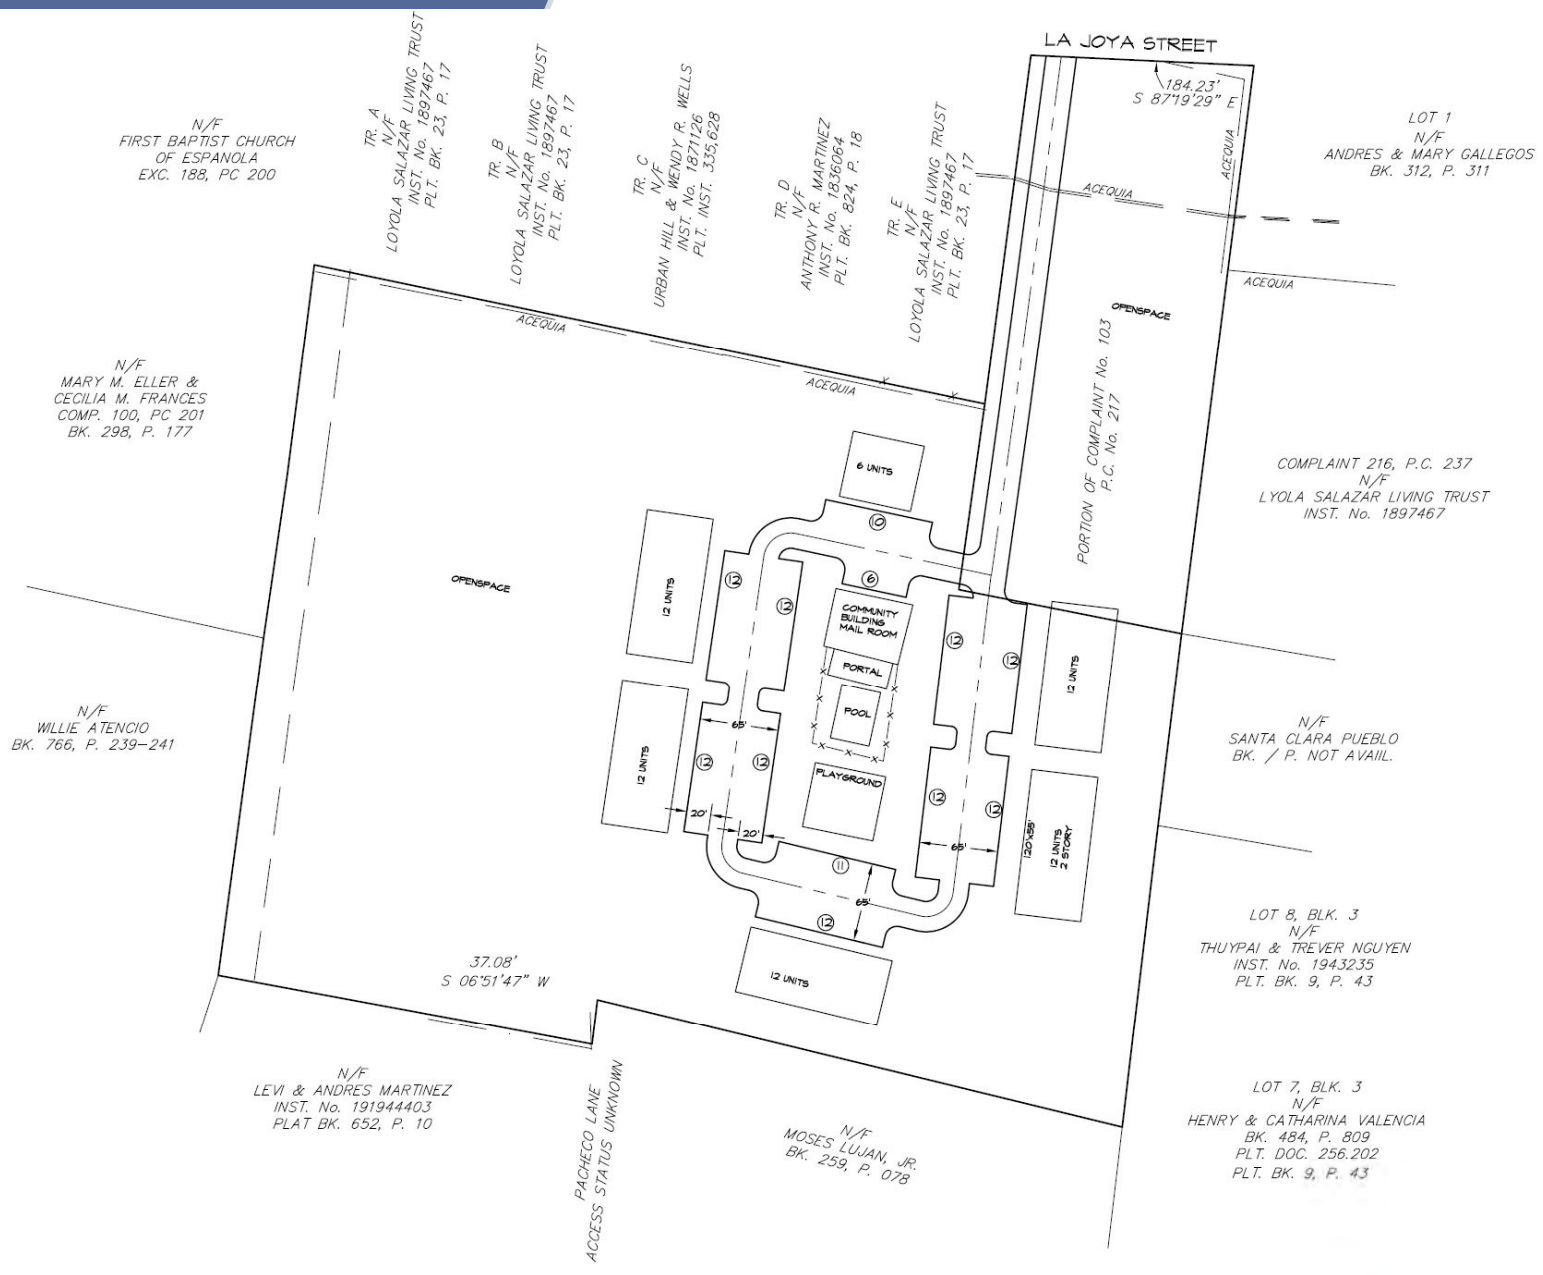 LA JOYA STREET
184.23'
S 87°19'29" E
N/F
FIRST BAPTIST CHURCH
OF ESPANOLA
EXC. 188, PC 200
TR. A
N/F
LOYOLA SALAZAR LIVING TRUST
INST. No. 1897467
PLT. BK. 23, P. 17
TR. B
N/F
LOYOLA SALAZAR LIVING TRUST
INST. No. 1897467
PLT. BK. 23, P. 17
TR. C
N/F
URBAN HILL & WENDY R. WELLS
INST. No. 1871126
PLT. INST. 335,628
TR. D
N/F
ANTHONY R. MARTINEZ
INST. No. 1836064
PLT. BK. 824, P. 18
TR. E
N/F
LOYOLA SALAZAR LIVING TRUST
INST. No. 1897467
PLT. BK. 23, P. 17
LOT 1
N/F
ANDRES & MARY GALLEGOS
BK. 312, P. 311
ACEQUIA
ACEQUIA
ACEQUIA
OPENSPACE
PORTION OF COMPLAINT No. 103
P.C. No. 217
ACEQUIA
ACEQUIA
N/F
MARY M. ELLER &
CECILIA M. FRANCES
COMP. 100, PC 201
BK. 298, P. 177
COMPLAINT 216, P.C. 237
N/F
LYOLA SALAZAR LIVING TRUST
INST. No. 1897467
6 UNITS
10
OPENSPACE
12 UNITS
12
12
6
COMMUNITY
BUILDING
MAIL ROOM
PORTAL
POOL
PLAYGROUND
12
12
12 UNITS
N/F
WILLIE ATENCIO
BK. 766, P. 239-241
12 UNITS
65'
12
12
20'
20'
12
12
65'
120'x55'
12 UNITS
2 STORY
N/F
SANTA CLARA PUEBLO
BK. / P. NOT AVAIIL.
11
65'
12
12 UNITS
37.08'
S 06°51'47" W
LOT 8, BLK. 3
N/F
THUYPAI & TREVER NGUYEN
INST. No. 1943235
PLT. BK. 9, P. 43
N/F
LEVI & ANDRES MARTINEZ
INST. No. 191944403
PLAT BK. 652, P. 10
PACHECO LANE
ACCESS STATUS UNKNOWN
N/F
MOSES LUJAN, JR.
BK. 259, P. 078
LOT 7, BLK. 3
N/F
HENRY & CATHARINA VALENCIA
BK. 484, P. 809
PLT. DOC. 256.202
PLT. BK. 9, P. 43